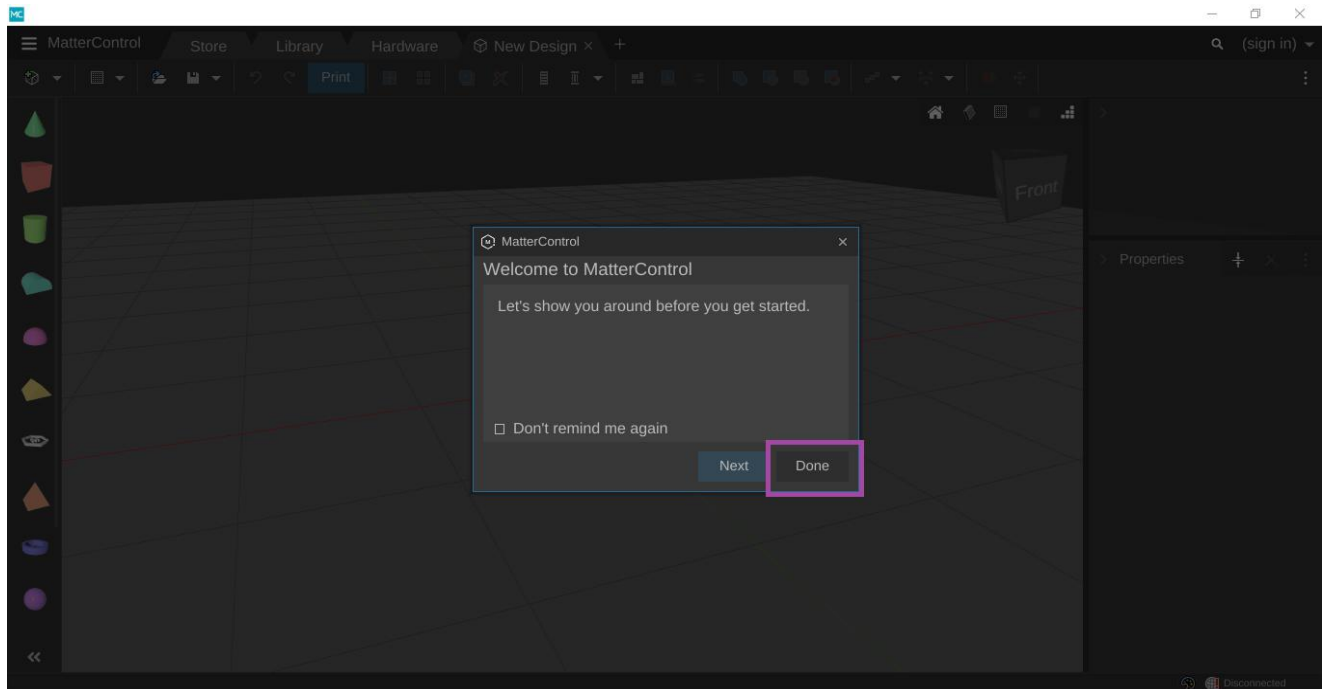 MC
MatterControl
Store
Library
Hardware
New Design
(sign in)
Print
Front
MatterControl
Welcome to MatterControl
Let's show you around before you get started.
Don't remind me again
Next
Done
Properties
Disconnected